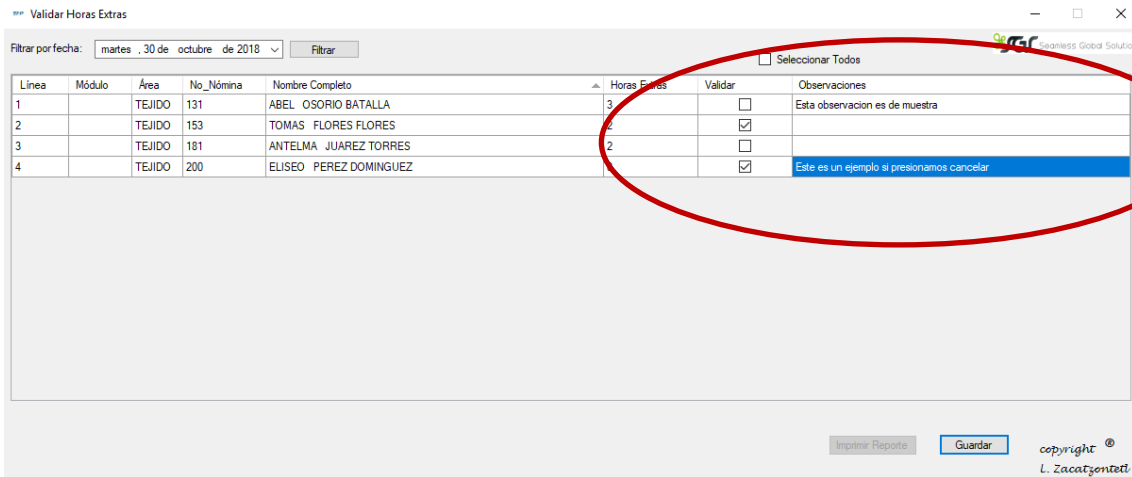 Validar Horas Extras
Filtrar por fecha: martes , 30 de octubre de 2018 Filtrar
SGS Seamless Global Solutio
Seleccionar Todos
Línea Módulo Área No_Nómina Nombre Completo Horas Extras Validar Observaciones
1 TEJIDO 131 ABEL OSORIO BATALLA 3 Esta observacion es de muestra
2 TEJIDO 153 TOMAS FLORES FLORES 2
3 TEJIDO 181 ANTELMA JUAREZ TORRES 2
4 TEJIDO 200 ELISEO PEREZ DOMINGUEZ Este es un ejemplo si presionamos cancelar
Imprimir Reporte Guardar
copyright ®
L. Zacatzontetl